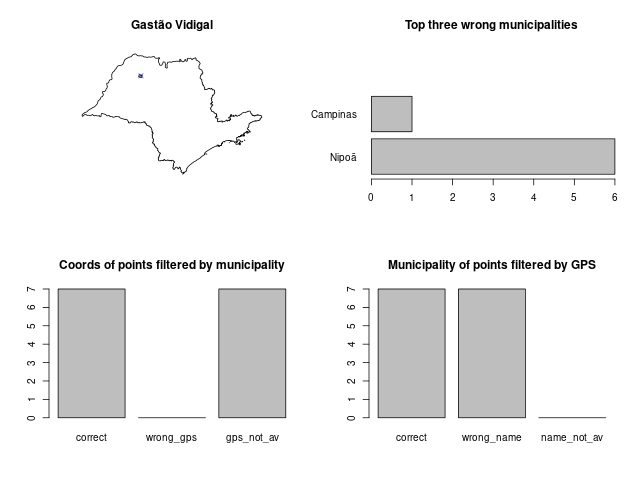 Gastão Vidigal
Top three wrong municipalities
Campinas
Nipoã
0 1 2 3 4 5 6
Coords of points filtered by municipality
7
6
5
4
3
2
1
0
correct wrong_gps gps_not_av
Municipality of points filtered by GPS
7
6
5
4
3
2
1
0
correct wrong_name name_not_av